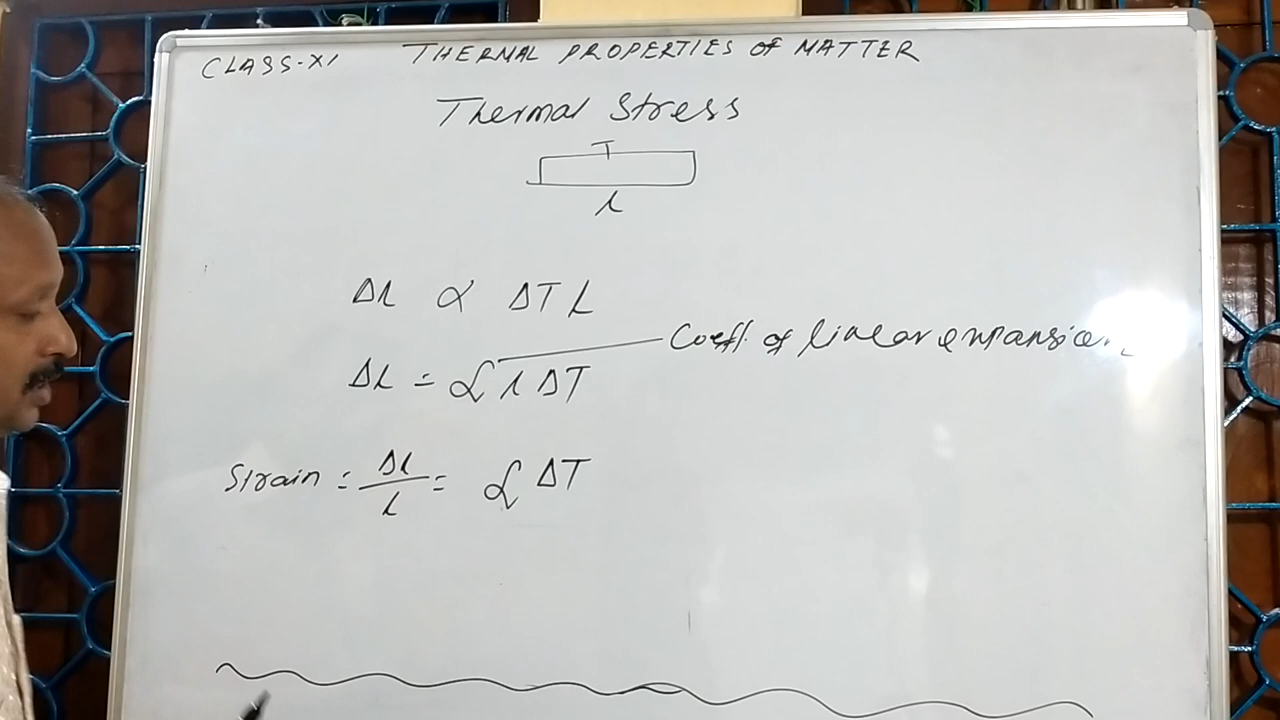 CLASS-XI THERMAL PROPERTIES OF MATTER
Thermal Stress
T
l
Δl ∝ ΔT l
Coeff. of linear expansion
Δl = α l ΔT
Strain = Δl/l = α ΔT